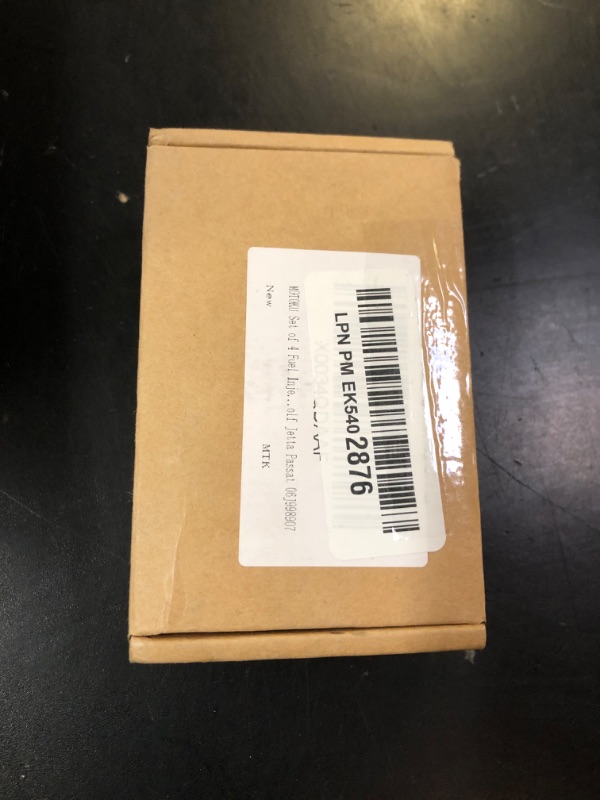 LPN PM EK5402876
MOTOKU Set of 4 Fuel Inje...olf Jetta Passat 06J998907
New
MTK